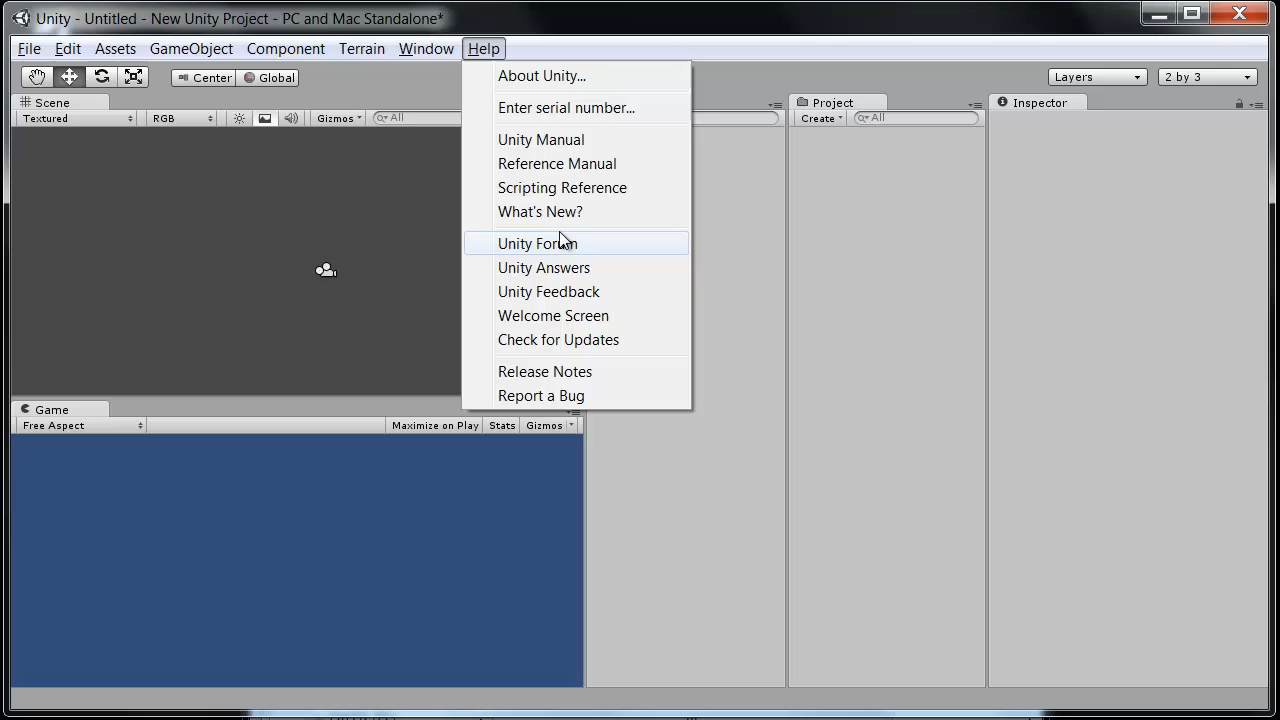 Unity - Untitled - New Unity Project - PC and Mac Standalone*
File Edit Assets GameObject Component Terrain Window Help
Center Global Layers 2 by 3
About Unity...
Enter serial number...
Unity Manual
Reference Manual
Scripting Reference
What's New?
Unity Forum
Unity Answers
Unity Feedback
Welcome Screen
Check for Updates
Release Notes
Report a Bug
Scene
Textured RGB Gizmos All
Project
Create All
Inspector
Game
Free Aspect Maximize on Play Stats Gizmos